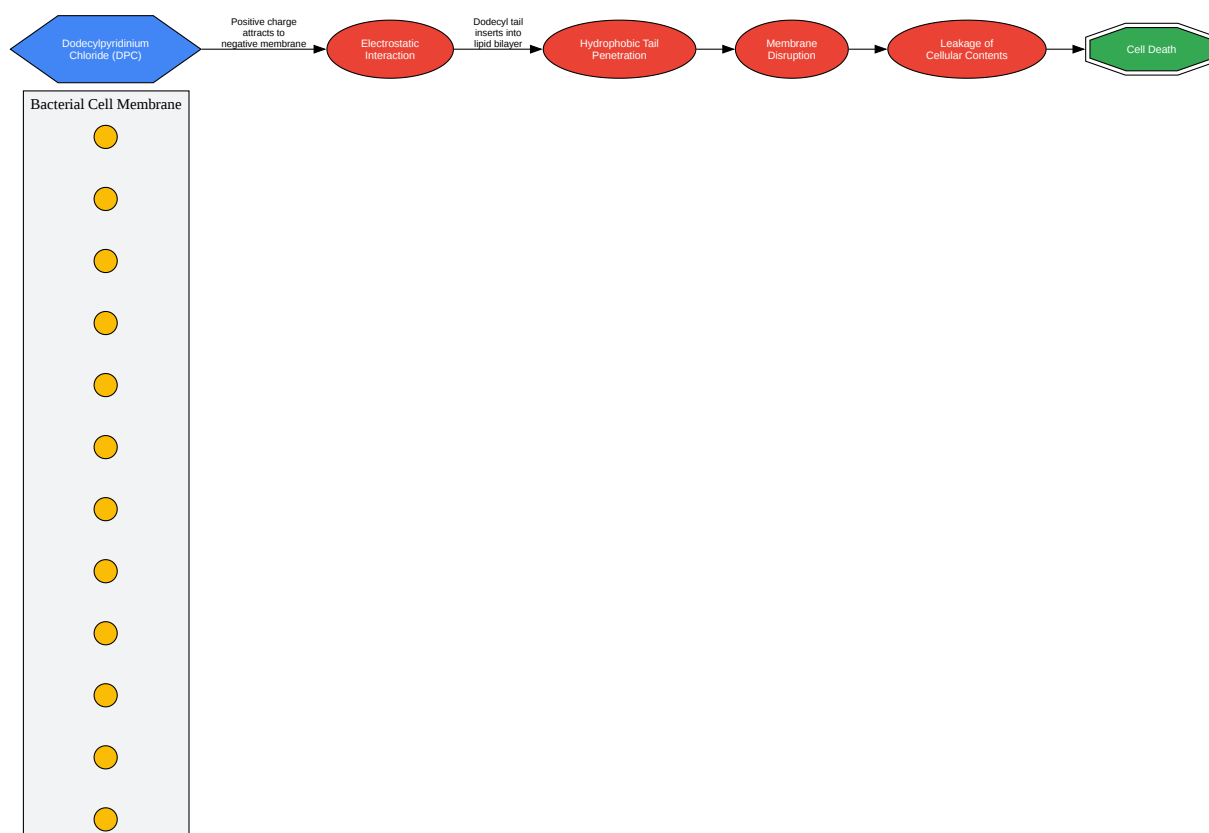 Dodecylpyridinium
Chloride (DPC)
Positive charge
attracts to
negative membrane
Electrostatic
Interaction
Dodecyl tail
inserts into
lipid bilayer
Hydrophobic Tail
Penetration
Membrane
Disruption
Leakage of
Cellular Contents
Cell Death
Bacterial Cell Membrane